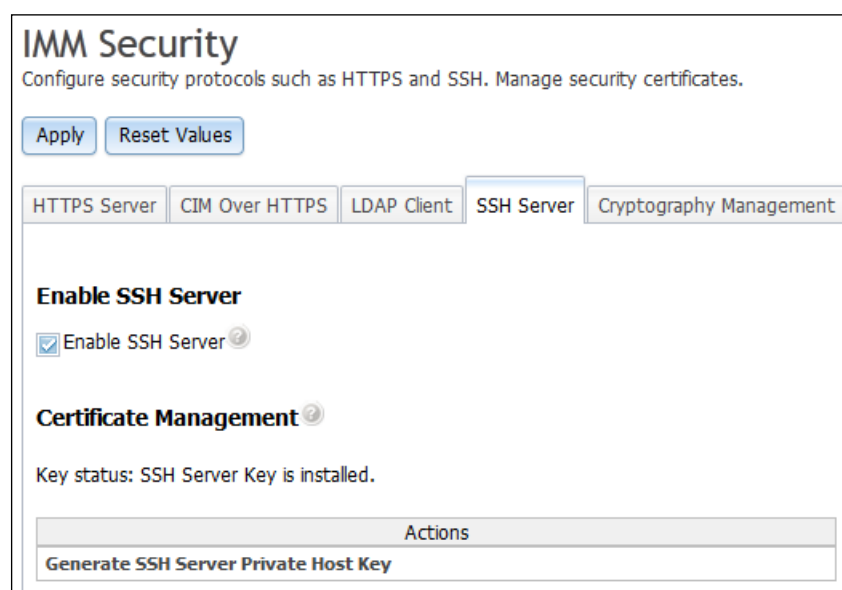 IMM Security
Configure security protocols such as HTTPS and SSH. Manage security certificates.
Apply Reset Values
HTTPS Server CIM Over HTTPS LDAP Client SSH Server Cryptography Management
Enable SSH Server
Enable SSH Server ?
Certificate Management ?
Key status: SSH Server Key is installed.
Actions
Generate SSH Server Private Host Key